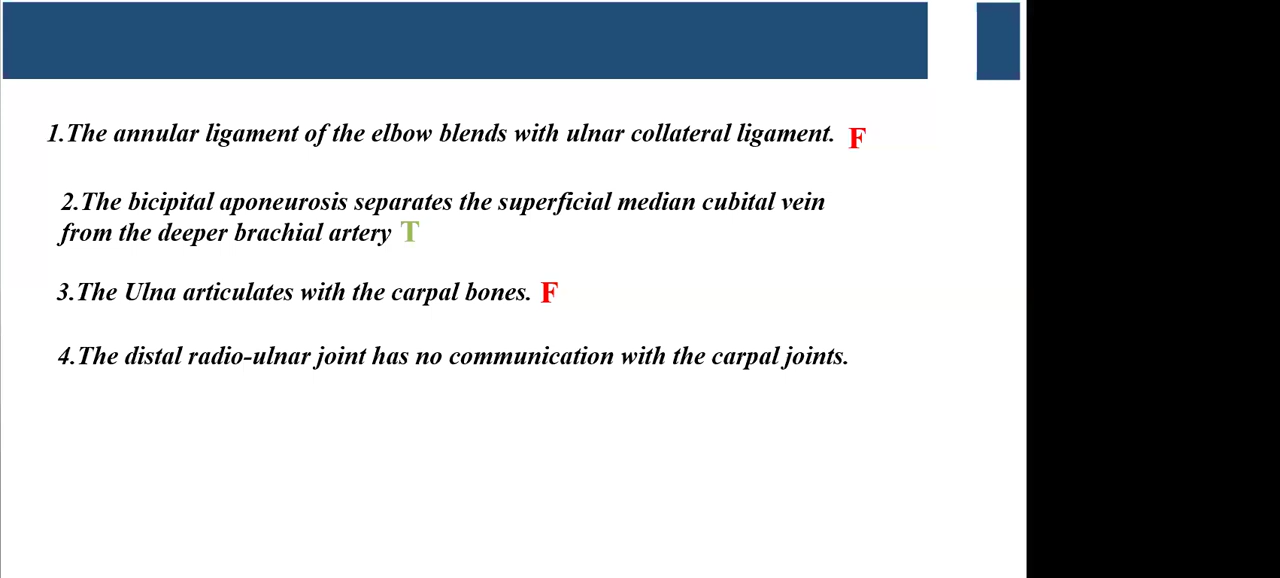 1.The annular ligament of the elbow blends with ulnar collateral ligament. F
2.The bicipital aponeurosis separates the superficial median cubital vein
from the deeper brachial artery T
3.The Ulna articulates with the carpal bones. F
4.The distal radio-ulnar joint has no communication with the carpal joints.